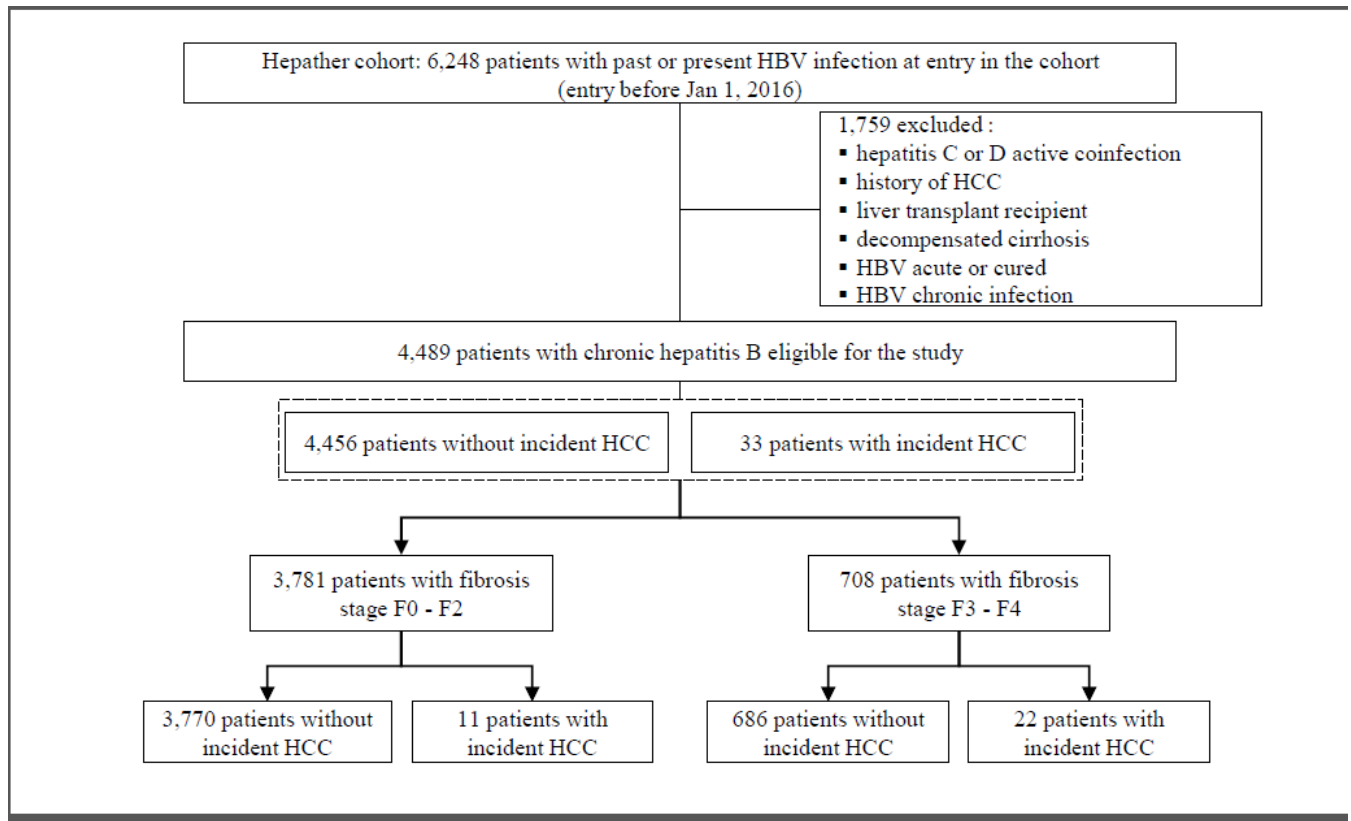 Hepather cohort: 6,248 patients with past or present HBV infection at entry in the cohort
(entry before Jan 1, 2016)
1,759 excluded :
▪ hepatitis C or D active coinfection
▪ history of HCC
▪ liver transplant recipient
▪ decompensated cirrhosis
▪ HBV acute or cured
▪ HBV chronic infection
4,489 patients with chronic hepatitis B eligible for the study
4,456 patients without incident HCC
33 patients with incident HCC
3,781 patients with fibrosis
stage F0 - F2
708 patients with fibrosis
stage F3 - F4
3,770 patients without
incident HCC
11 patients with
incident HCC
686 patients without
incident HCC
22 patients with
incident HCC